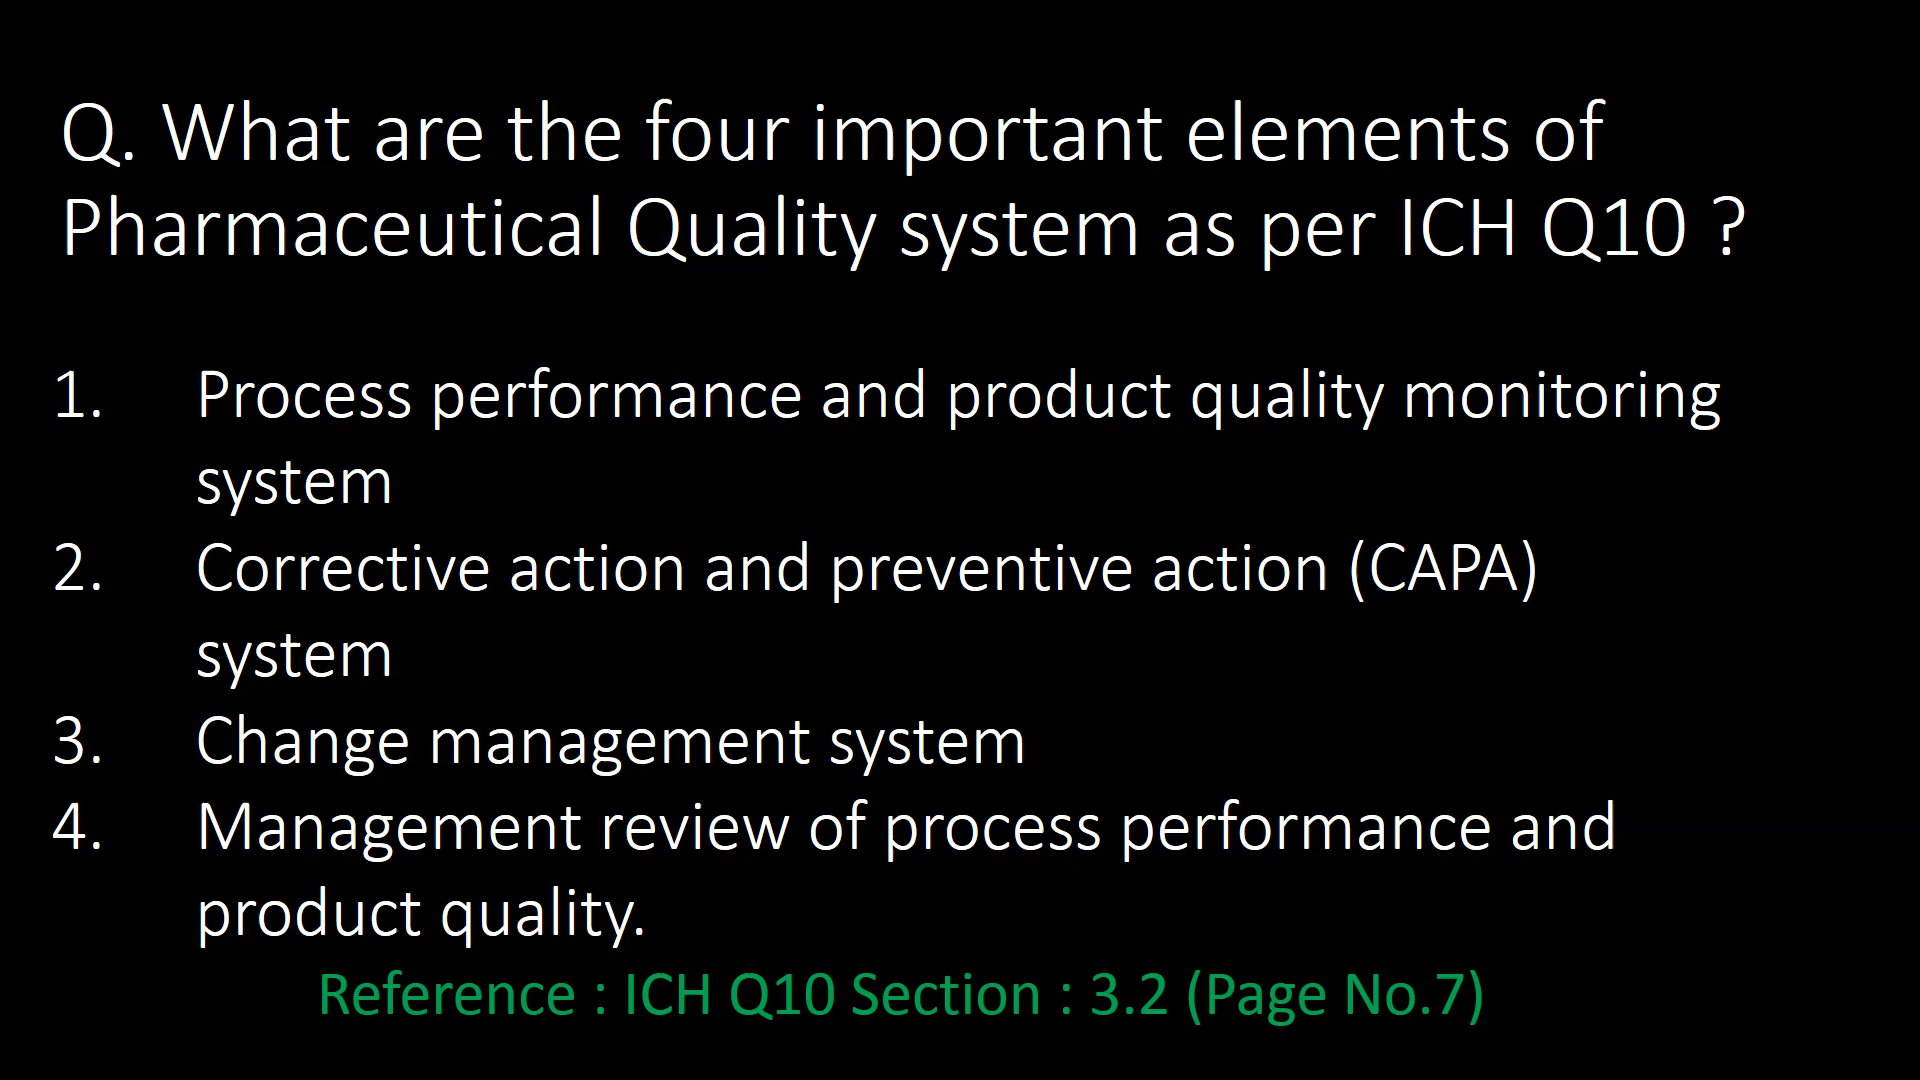 Q. What are the four important elements of
Pharmaceutical Quality system as per ICH Q10 ?
1. Process performance and product quality monitoring
system
2. Corrective action and preventive action (CAPA)
system
3. Change management system
4. Management review of process performance and
product quality.
Reference : ICH Q10 Section : 3.2 (Page No.7)